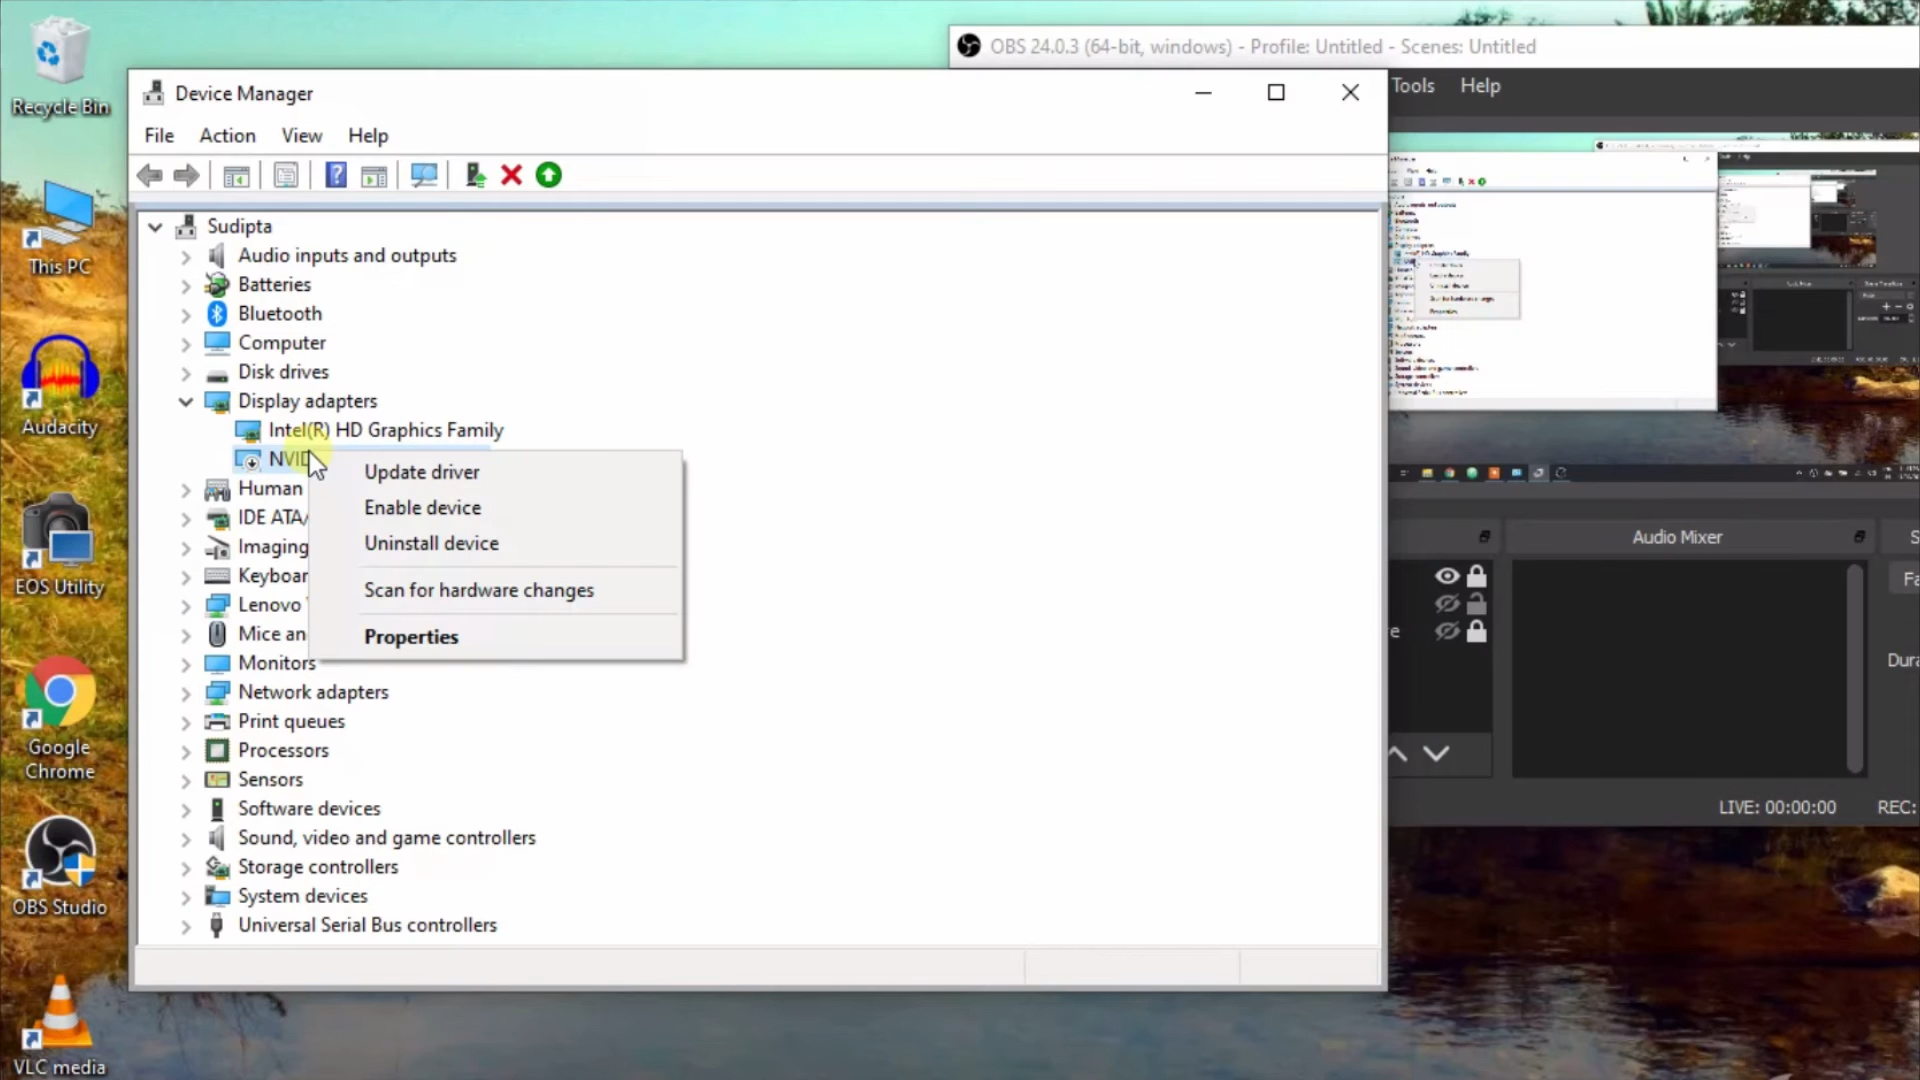 Recycle Bin
This PC
Audacity
EOS Utility
Google
Chrome
OBS Studio
VLC media
OBS 24.0.3 (64-bit, windows) - Profile: Untitled - Scenes: Untitled
Tools Help
Device Manager
File Action View Help
Sudipta
Audio inputs and outputs
Batteries
Bluetooth
Computer
Disk drives
Display adapters
Intel(R) HD Graphics Family
NVID
Human
IDE ATA/
Imaging
Keyboar
Lenovo
Mice an
Monitors
Network adapters
Print queues
Processors
Sensors
Software devices
Sound, video and game controllers
Storage controllers
System devices
Universal Serial Bus controllers
Update driver
Enable device
Uninstall device
Scan for hardware changes
Properties
Audio Mixer
S
Fa
e
Dura
LIVE: 00:00:00
REC: